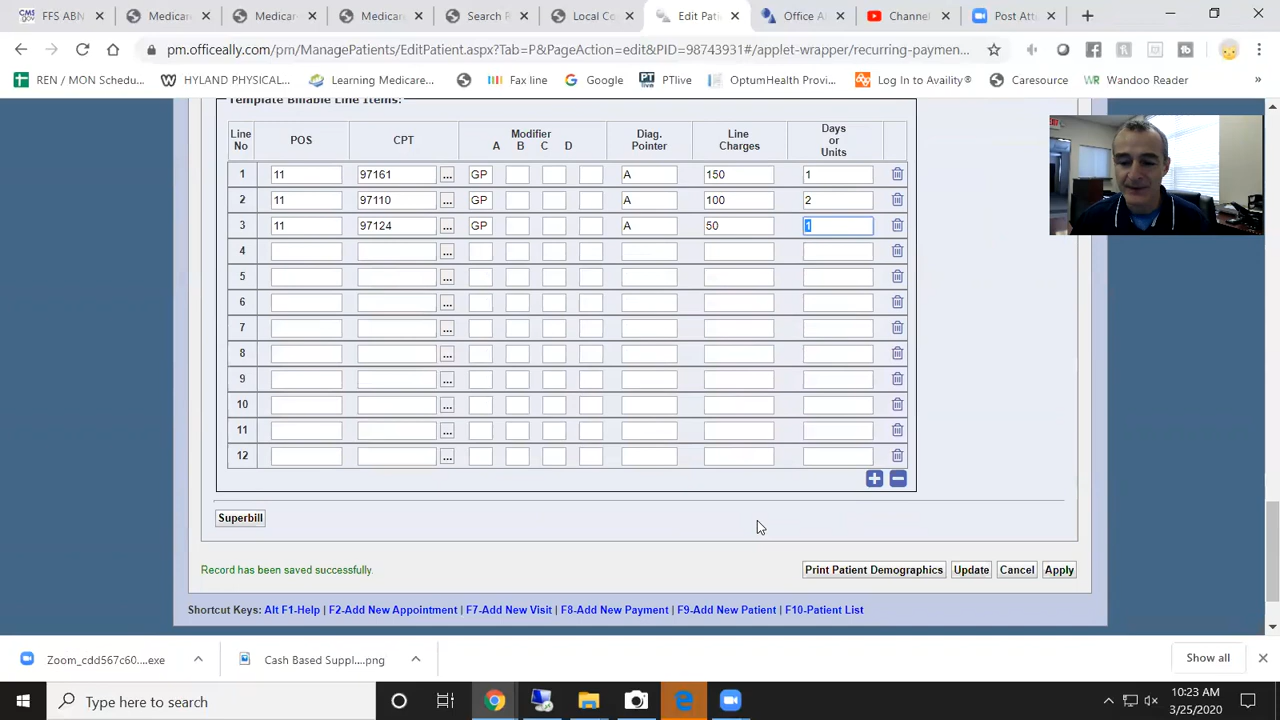 FFS ABN
Medicar
Medicar
Medicare
Search R
Local Co
Edit Pati
Office Al
Channel
Post Atte
pm.officeally.com/pm/ManagePatients/EditPatient.aspx?Tab=P&PageAction=edit&PID=98743931#/applet-wrapper/recurring-paymen...
REN / MON Schedu...
HYLAND PHYSICAL...
Learning Medicare...
Fax line
Google
PTlive
OptumHealth Provi...
Log In to Availity®
Caresource
Wandoo Reader
Template Billable Line Items:
Line No POS CPT Modifier A B C D Diag. Pointer Line Charges Days or Units
1 11 97161 ... GP A 150 1
2 11 97110 ... GP A 100 2
3 11 97124 ... GP A 50 1
4 ...
5 ...
6 ...
7 ...
8 ...
9 ...
10 ...
11 ...
12 ...
Superbill
Record has been saved successfully.
Print Patient Demographics Update Cancel Apply
Shortcut Keys: Alt F1-Help | F2-Add New Appointment | F7-Add New Visit | F8-Add New Payment | F9-Add New Patient | F10-Patient List
Zoom_cdd567c60....exe
Cash Based Suppl....png
Show all
Type here to search
10:23 AM
3/25/2020